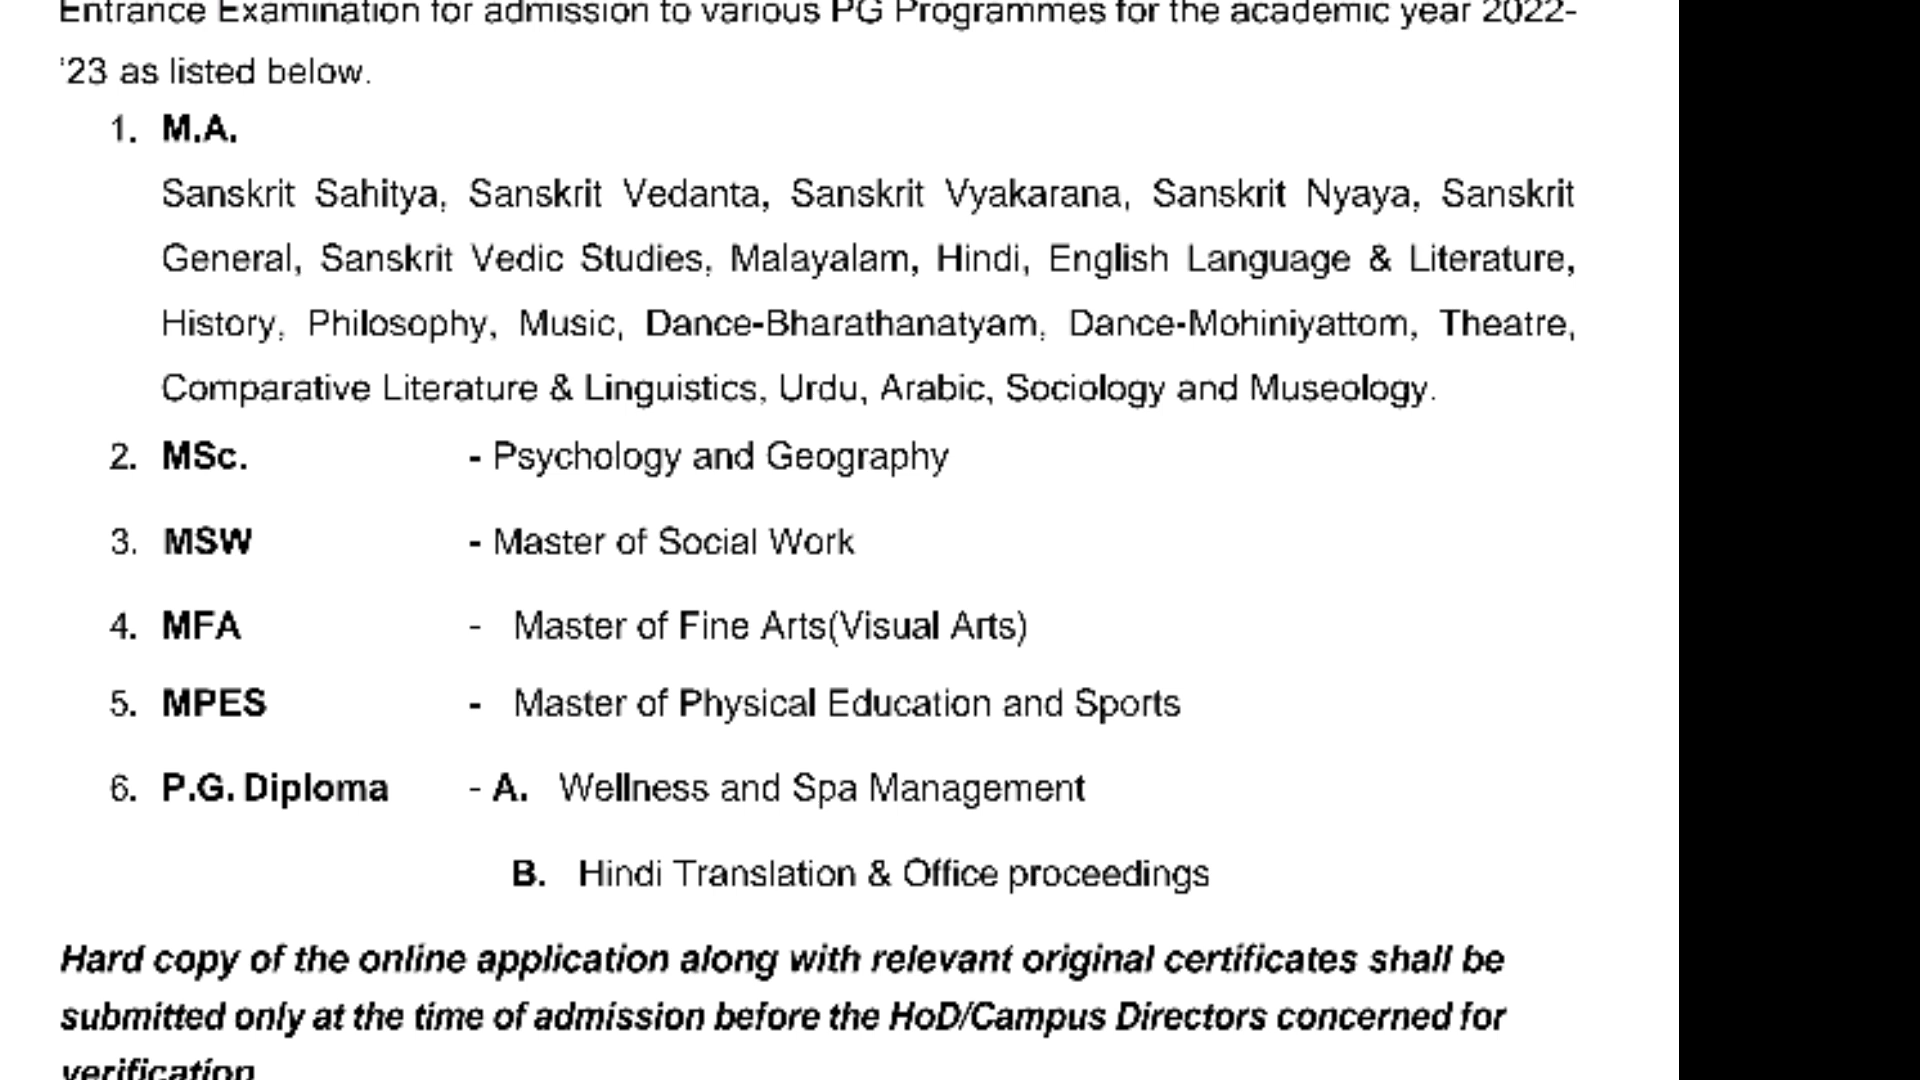 Entrance Examination for admission to various PG Programmes for the academic year 2022-
'23 as listed below.
1. M.A.
Sanskrit Sahitya, Sanskrit Vedanta, Sanskrit Vyakarana, Sanskrit Nyaya, Sanskrit
General, Sanskrit Vedic Studies, Malayalam, Hindi, English Language & Literature,
History, Philosophy, Music, Dance-Bharathanatyam, Dance-Mohiniyattom, Theatre,
Comparative Literature & Linguistics, Urdu, Arabic, Sociology and Museology.
2. MSc. - Psychology and Geography
3. MSW - Master of Social Work
4. MFA - Master of Fine Arts(Visual Arts)
5. MPES - Master of Physical Education and Sports
6. P.G. Diploma - A. Wellness and Spa Management
B. Hindi Translation & Office proceedings
Hard copy of the online application along with relevant original certificates shall be
submitted only at the time of admission before the HoD/Campus Directors concerned for
verification